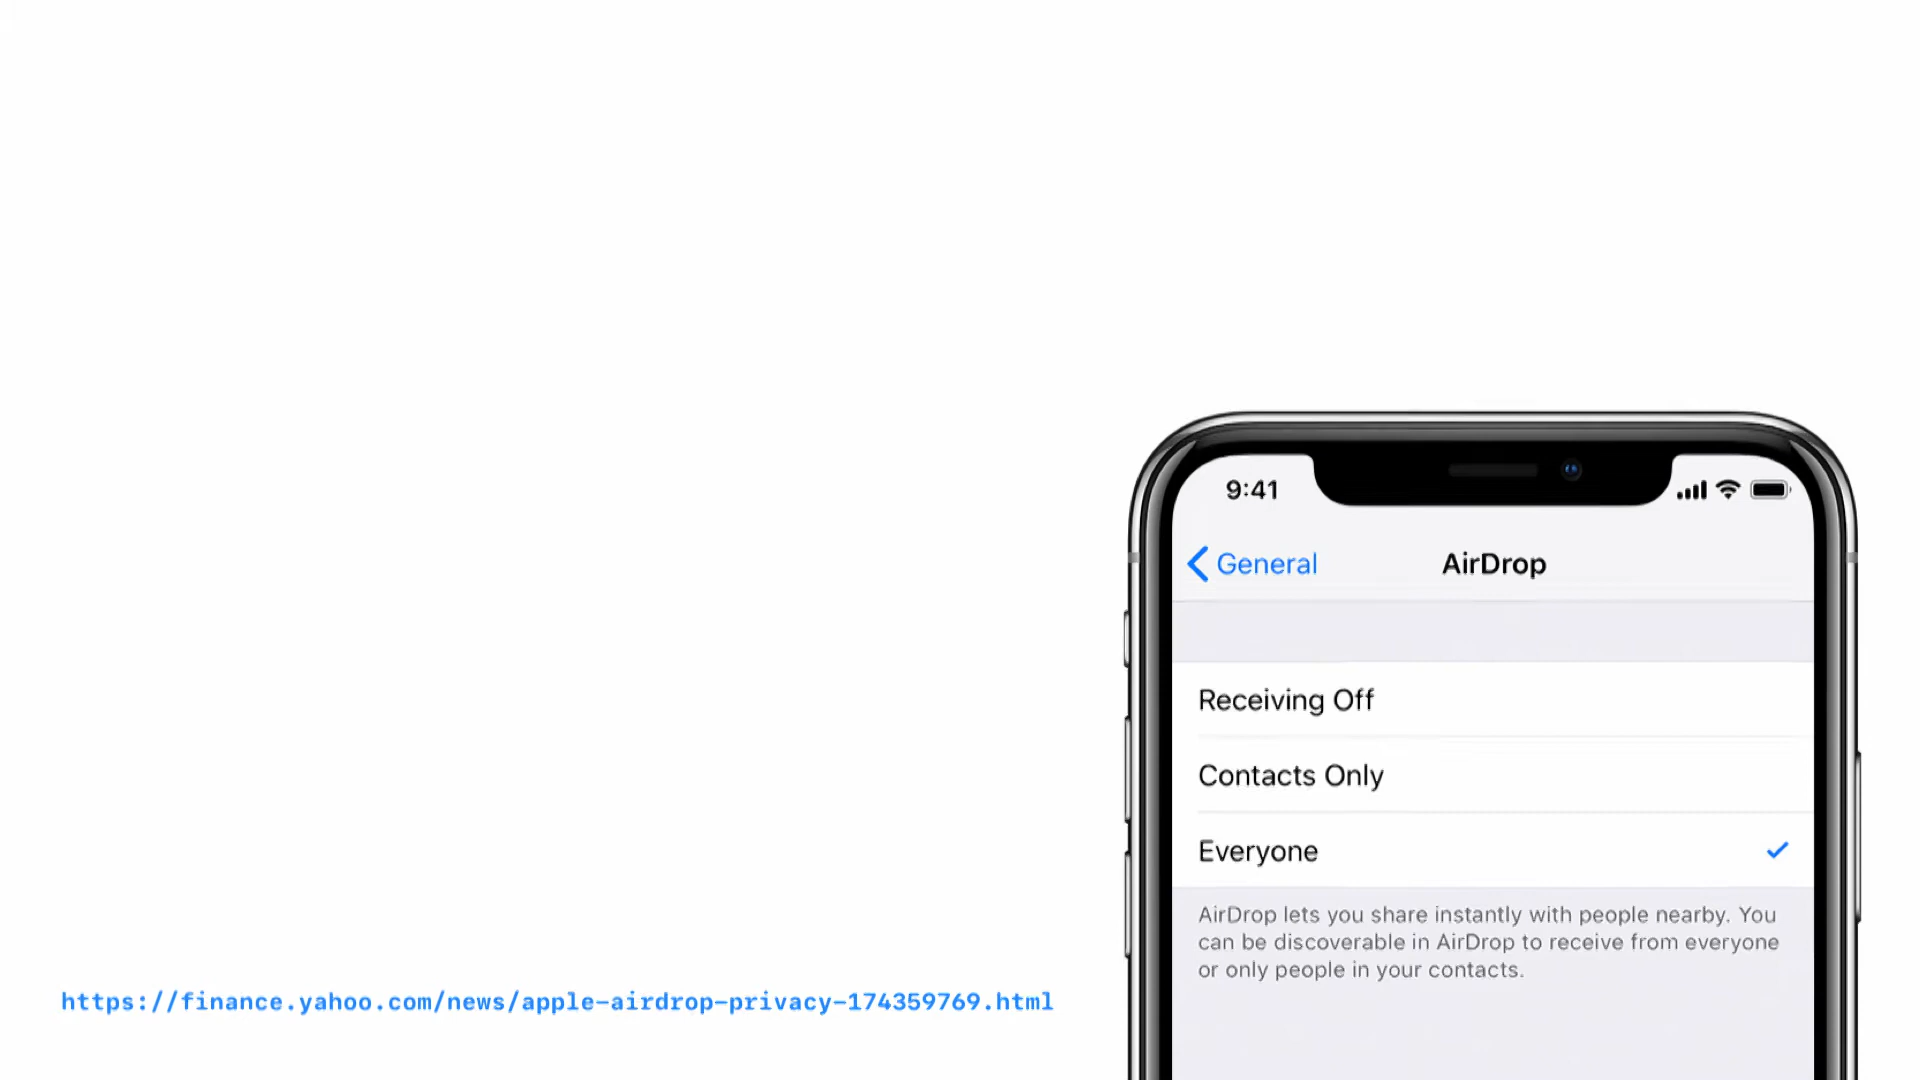 9:41
General
AirDrop
Receiving Off
Contacts Only
Everyone
AirDrop lets you share instantly with people nearby. You
can be discoverable in AirDrop to receive from everyone
or only people in your contacts.
https://finance.yahoo.com/news/apple-airdrop-privacy-174359769.html